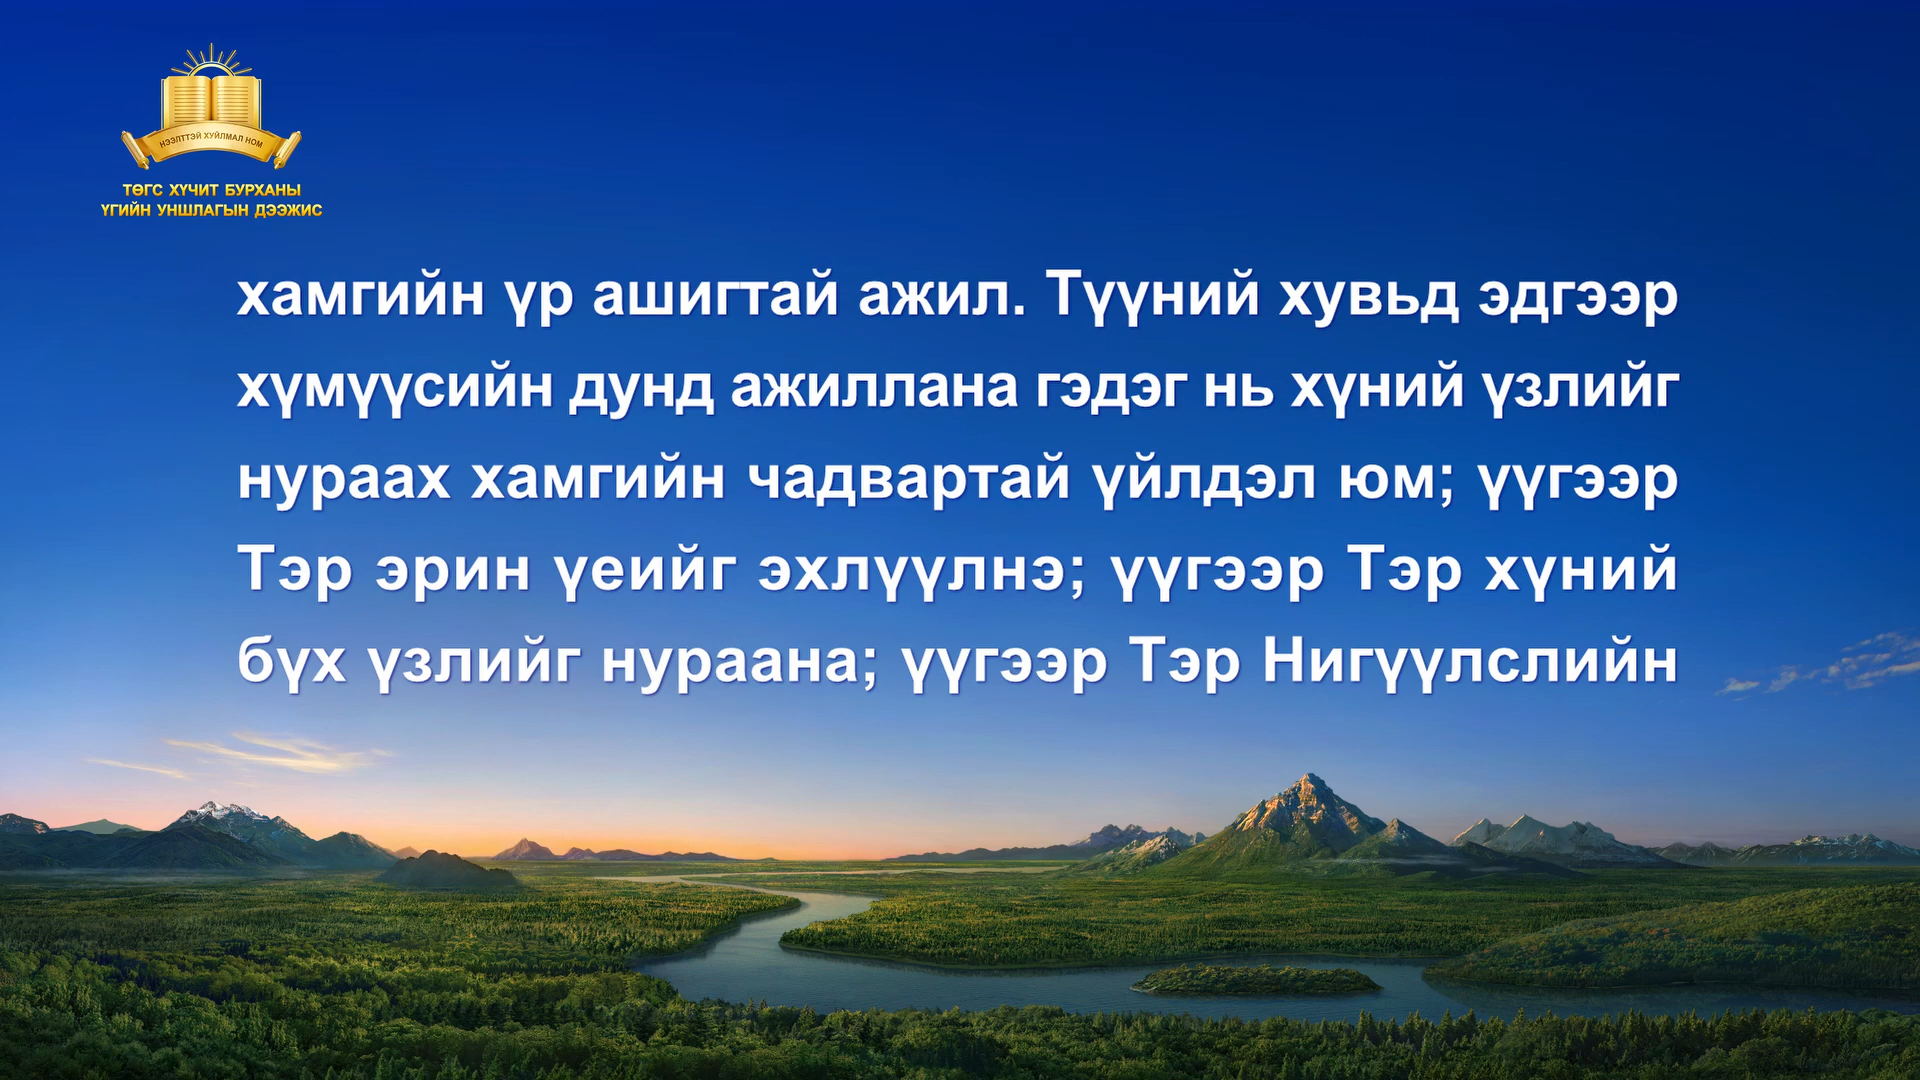 НЭЭЛТТЭЙ ХУЙЛМАЛ НОМ
ТӨГС ХҮЧИТ БУРХАНЫ
ҮГИЙН УНШЛАГЫН ДЭЭЖИС
хамгийн үр ашигтай ажил. Түүний хувьд эдгээр
хүмүүсийн дунд ажиллана гэдэг нь хүний үзлийг
нураах хамгийн чадвартай үйлдэл юм; үүгээр
Тэр эрин үеийг эхлүүлнэ; үүгээр Тэр хүний
бүх үзлийг нураана; үүгээр Тэр Нигүүлслийн